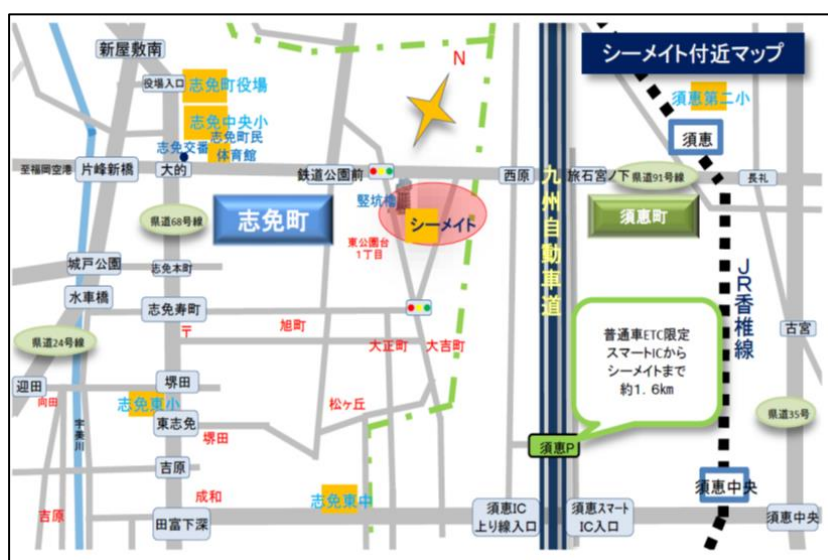 シーメイト付近マップ
N
新屋敷南
役場入口
志免町役場
志免中央小
志免町民
体育館
志免交番
須恵第二小
須恵
至福岡空港
片峰新橋
大的
鉄道公園前
西原
旅石宮ノ下
県道91号線
長礼
竪坑櫓
シーメイト
志免町
須恵町
県道68号線
東公園台
1丁目
九州自動車道
JR香椎線
城戸公園
志免本町
水車橋
志免寿町
〒
旭町
大正町
大吉町
県道24号線
普通車ETC限定
スマートICから
シーメイトまで
約1.6km
古宮
迎田
向田
堺田
志免東小
松ヶ丘
宇美川
東志免
堺田
県道35号
須恵P
吉原
成和
志免東中
須恵中央
吉原
田富下深
須恵IC
上り線入口
須恵スマート
IC入口
須恵中央